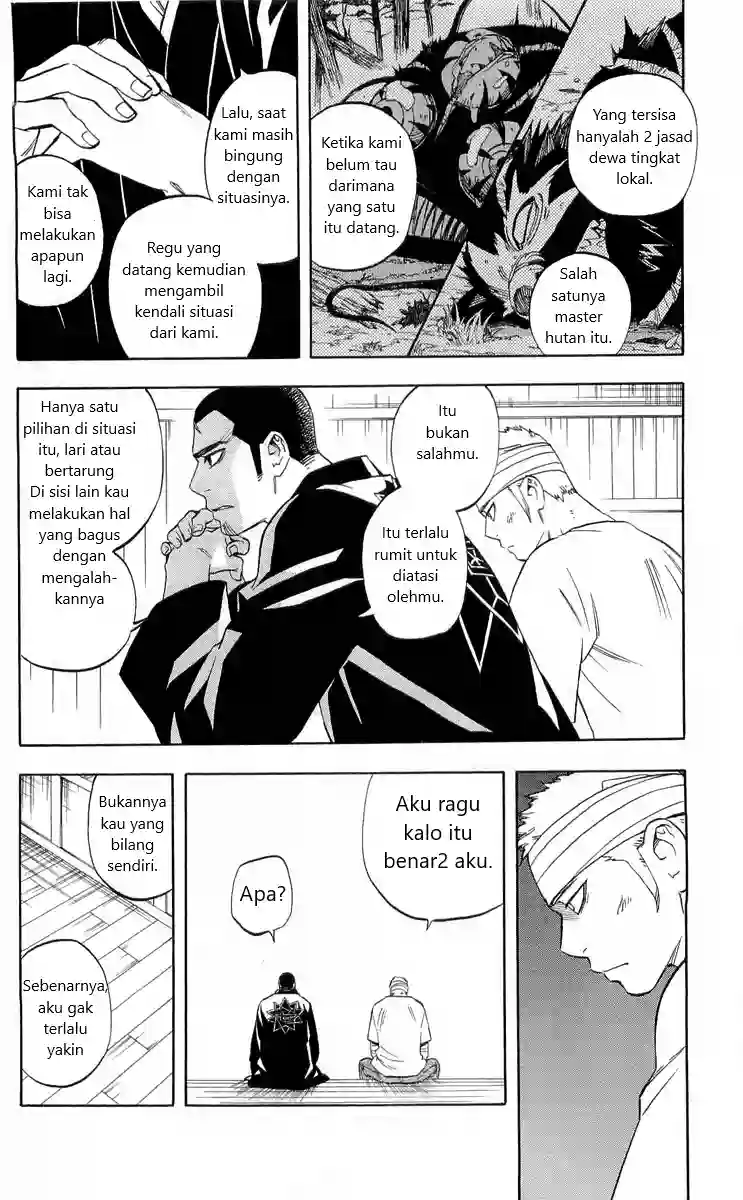 Yang tersisa
hanyalah 2 jasad
dewa tingkat
lokal.
Salah
satunya
master
hutan itu.
Ketika kami
belum tau
darimana
yang satu
itu datang.
Lalu, saat
kami masih
bingung
dengan
situasinya.
Regu yang
datang kemudian
mengambil
kendali situasi
dari kami.
Kami tak
bisa
melakukan
apapun
lagi.
Itu
bukan
salahmu.
Itu terlalu
rumit untuk
diatasi
olehmu.
Hanya satu
pilihan di situasi
itu, lari atau
bertarung
Di sisi lain kau
melakukan hal
yang bagus
dengan
mengalah-
kannya
Aku ragu
kalo itu
benar2 aku.
Apa?
Bukannya
kau yang
bilang
sendiri.
Sebenarnya,
aku gak
terlalu
yakin